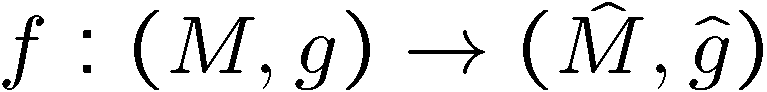 f : (M, g) → (M̂, ĝ)